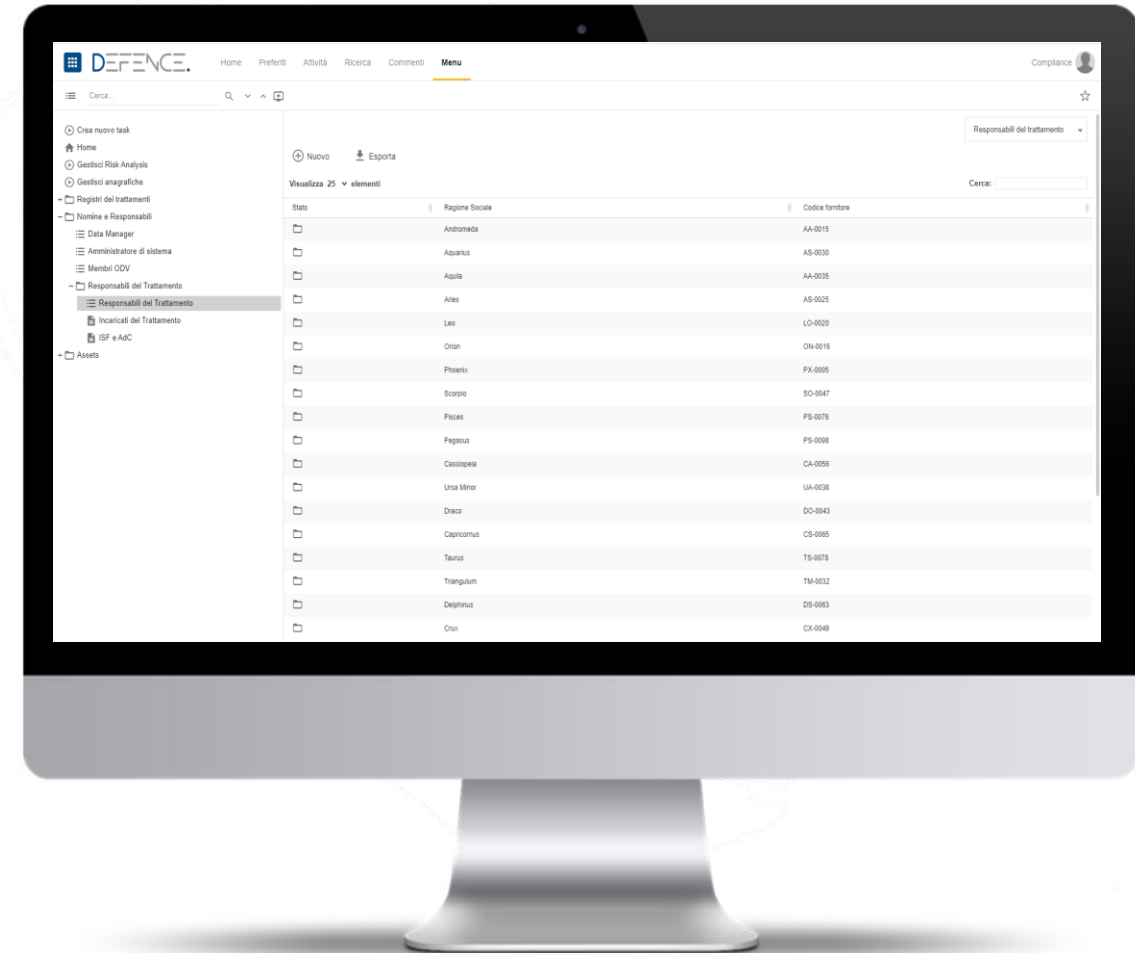 DEFENCE. Home Preferiti Attività Ricerca Commenti Menu Compliance
Cerca...
Responsabili del trattamento
Crea nuovo task
Home
Gestisci Risk Analysis
Gestisci anagrafiche
Registri dei trattamenti
Nomine e Responsabili
Data Manager
Amministratore di sistema
Membri ODV
Responsabili del Trattamento
Responsabili del Trattamento
Incaricati del Trattamento
ISF e AdC
Assets
Nuovo Esporta
Visualizza 25 elementi Cerca:
Stato Ragione Sociale Codice fornitore
Andromeda AA-0015
Aquarius AS-0030
Aquila AA-0035
Aries AS-0025
Leo LO-0020
Orion ON-0016
Phoenix PX-0005
Scorpio SO-0047
Pisces PS-0076
Pegasus PS-0098
Cassiopeia CA-0056
Ursa Minor UA-0038
Draco DO-0043
Capricornus CS-0065
Taurus TS-0078
Triangulum TM-0032
Delphinus DS-0063
Crux CX-0049